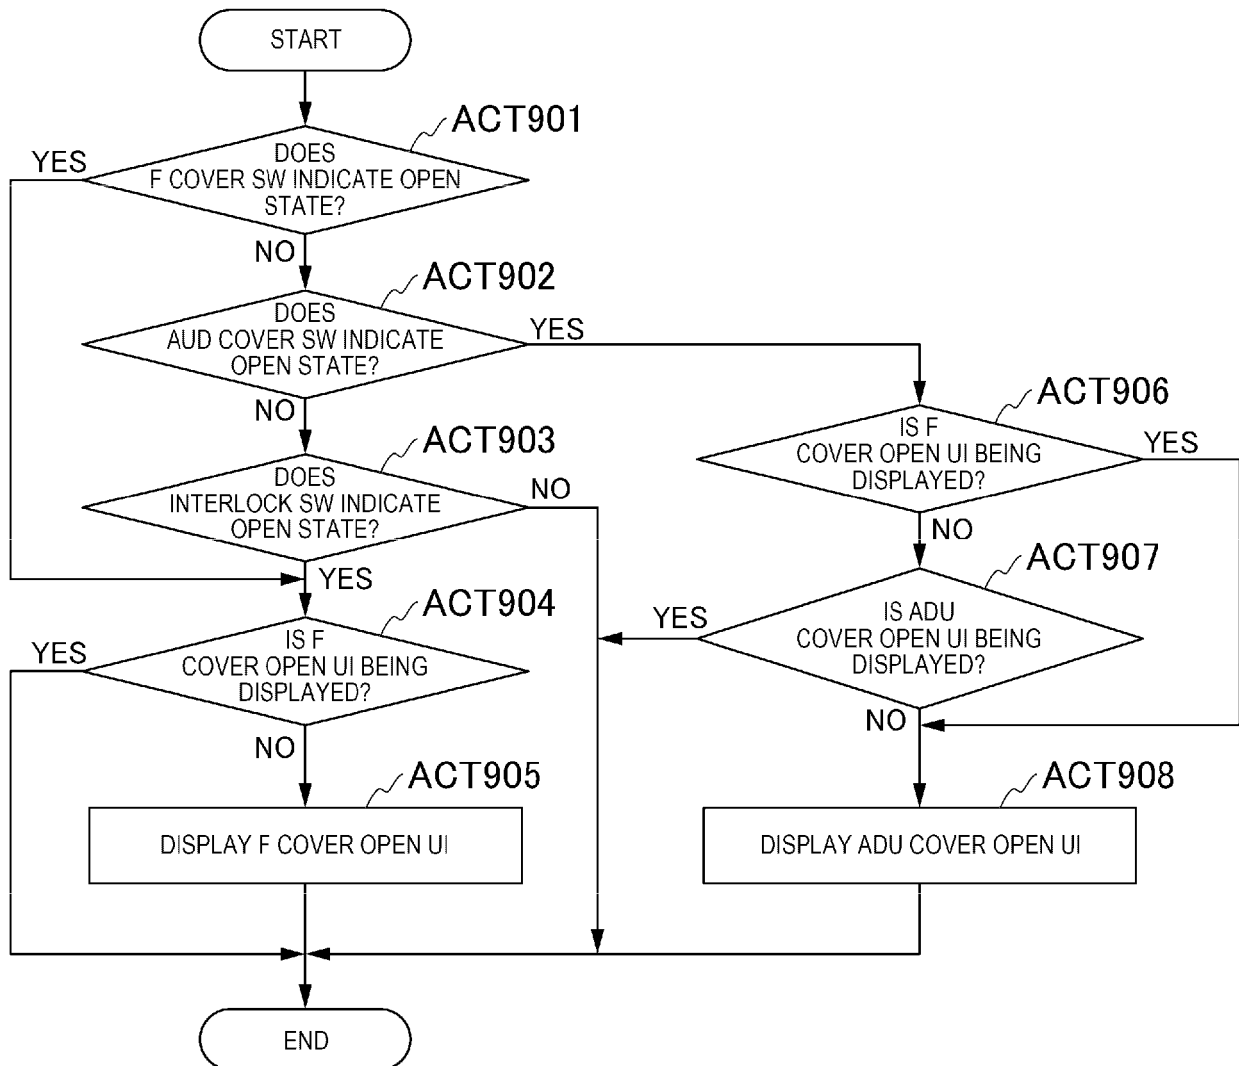 START
ACT901
YES
DOES
F COVER SW INDICATE OPEN
STATE?
NO
ACT902
DOES
AUD COVER SW INDICATE
OPEN STATE?
YES
NO
ACT903
DOES
INTERLOCK SW INDICATE
OPEN STATE?
NO
YES
ACT904
YES
IS F
COVER OPEN UI BEING
DISPLAYED?
NO
ACT905
DISPLAY F COVER OPEN UI
ACT906
IS F
COVER OPEN UI BEING
DISPLAYED?
YES
NO
ACT907
YES
IS ADU
COVER OPEN UI BEING
DISPLAYED?
NO
ACT908
DISPLAY ADU COVER OPEN UI
END